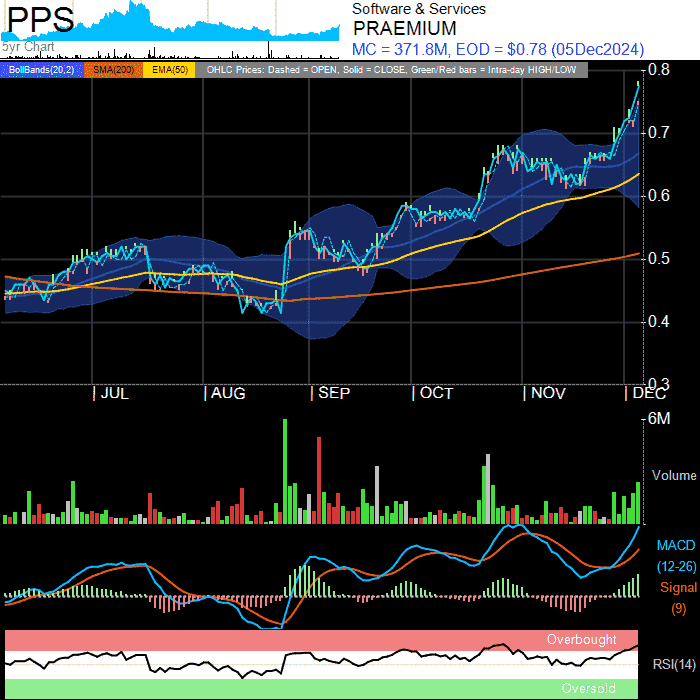 PPS
5yr Chart
Software & Services
PRAEMIUM
MC = 371.8M, EOD = $0.78 (05Dec2024)
BollBands(20,2) SMA(200) EMA(50) OHLC Prices: Dashed = OPEN, Solid = CLOSE, Green/Red bars = Intra-day HIGH/LOW
0.8
0.7
0.6
0.5
0.4
0.3
JUL AUG SEP OCT NOV DEC
6M
Volume
MACD
(12-26)
Signal
(9)
Overbought
RSI(14)
Oversold